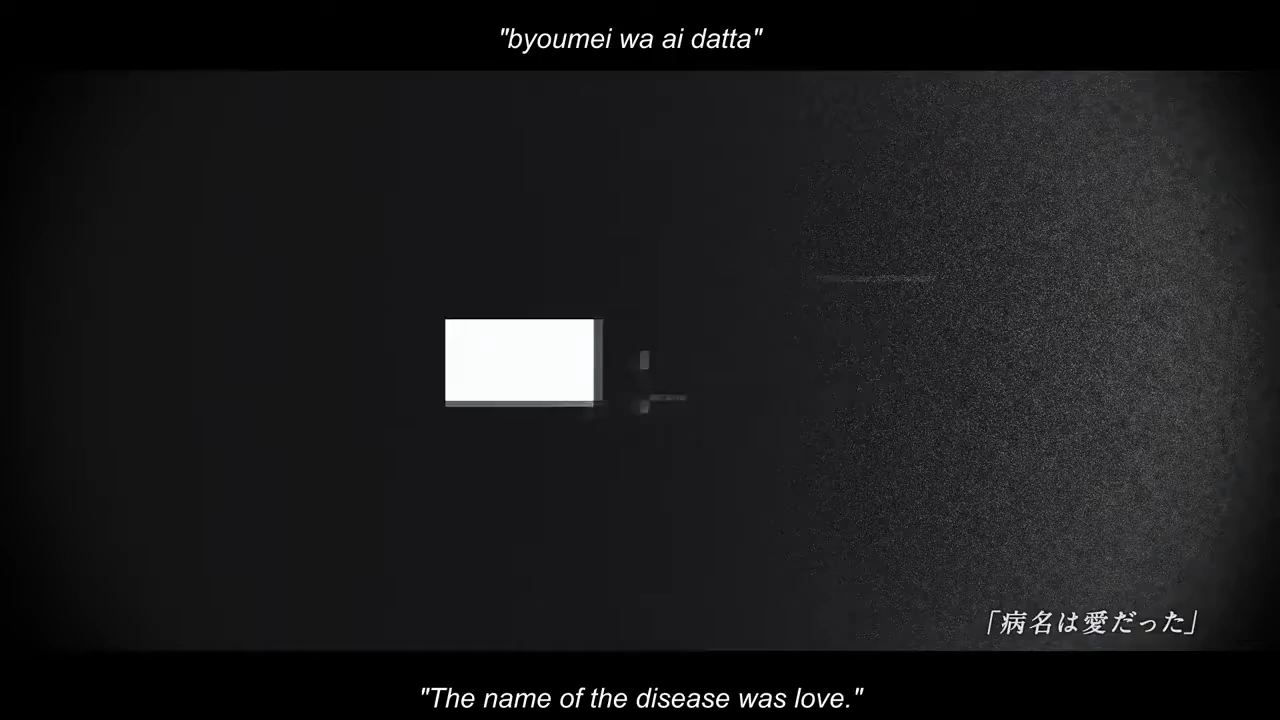 "byoumei wa ai datta"
「病名は愛だった」
"The name of the disease was love."